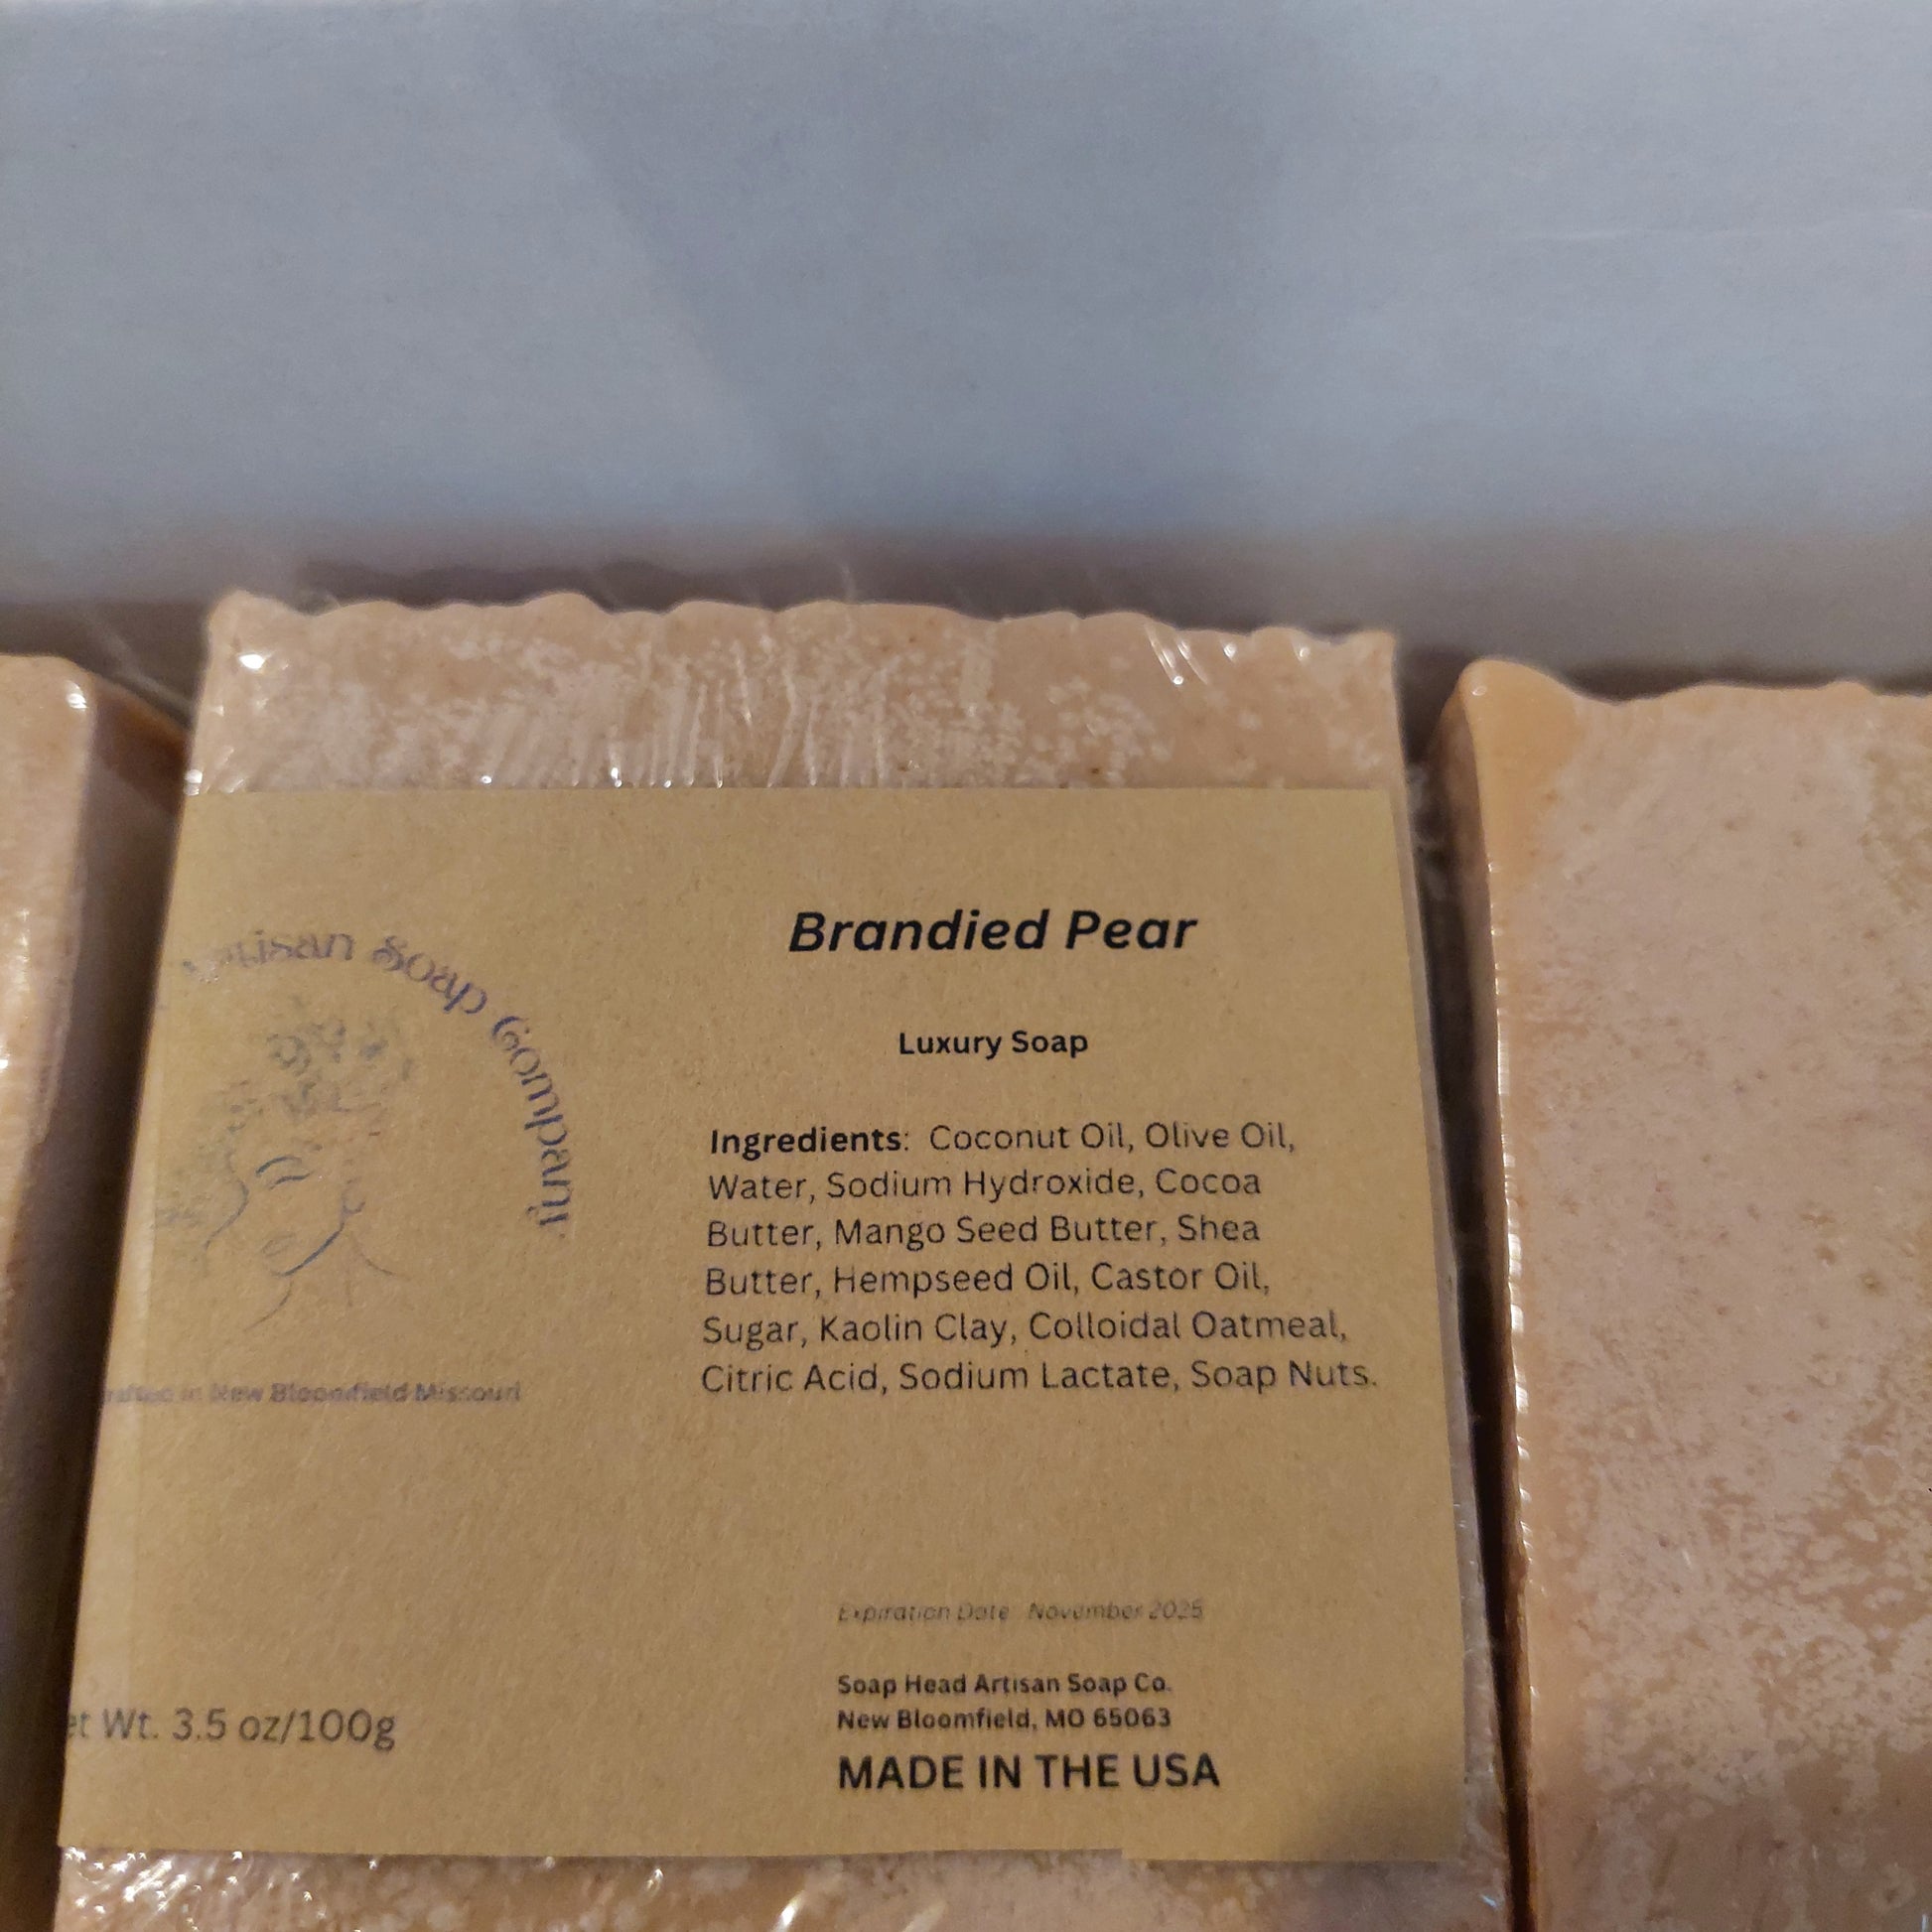 Artisan Soap Company
Brandied Pear
Luxury Soap
Ingredients: Coconut Oil, Olive Oil,
Water, Sodium Hydroxide, Cocoa
Butter, Mango Seed Butter, Shea
Butter, Hempseed Oil, Castor Oil,
Sugar, Kaolin Clay, Colloidal Oatmeal,
Citric Acid, Sodium Lactate, Soap Nuts.
in New Bloomfield Missouri
Expiration Date November 2025
Wt. 3.5 oz/100g
Soap Head Artisan Soap Co.
New Bloomfield, MO 65063
MADE IN THE USA